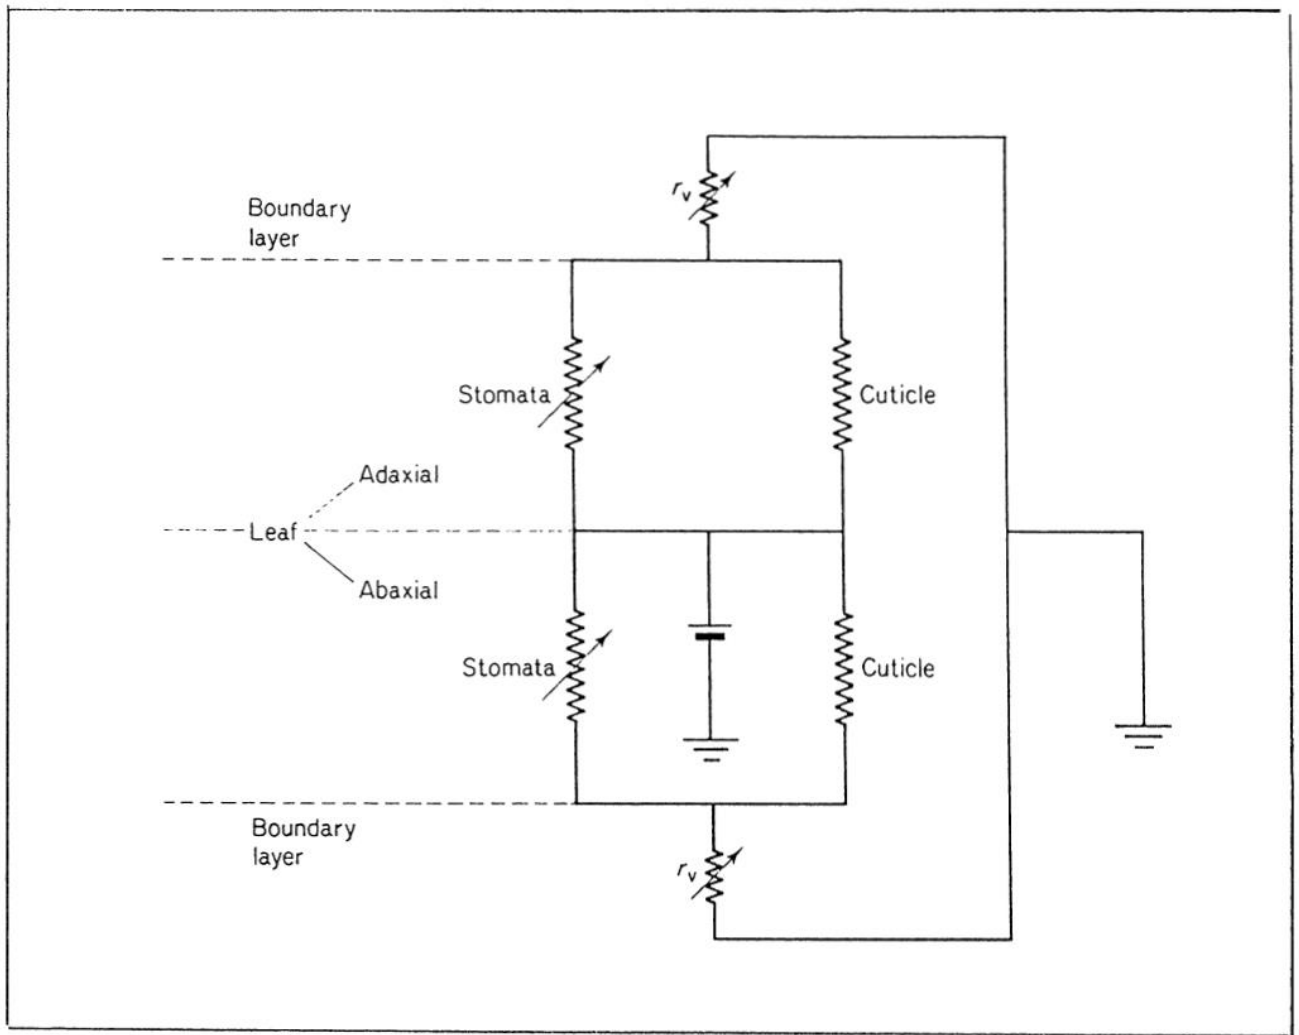 r_v
Boundary
layer
Stomata
Cuticle
Adaxial
Leaf
Abaxial
Stomata
Cuticle
Boundary
layer
r_v